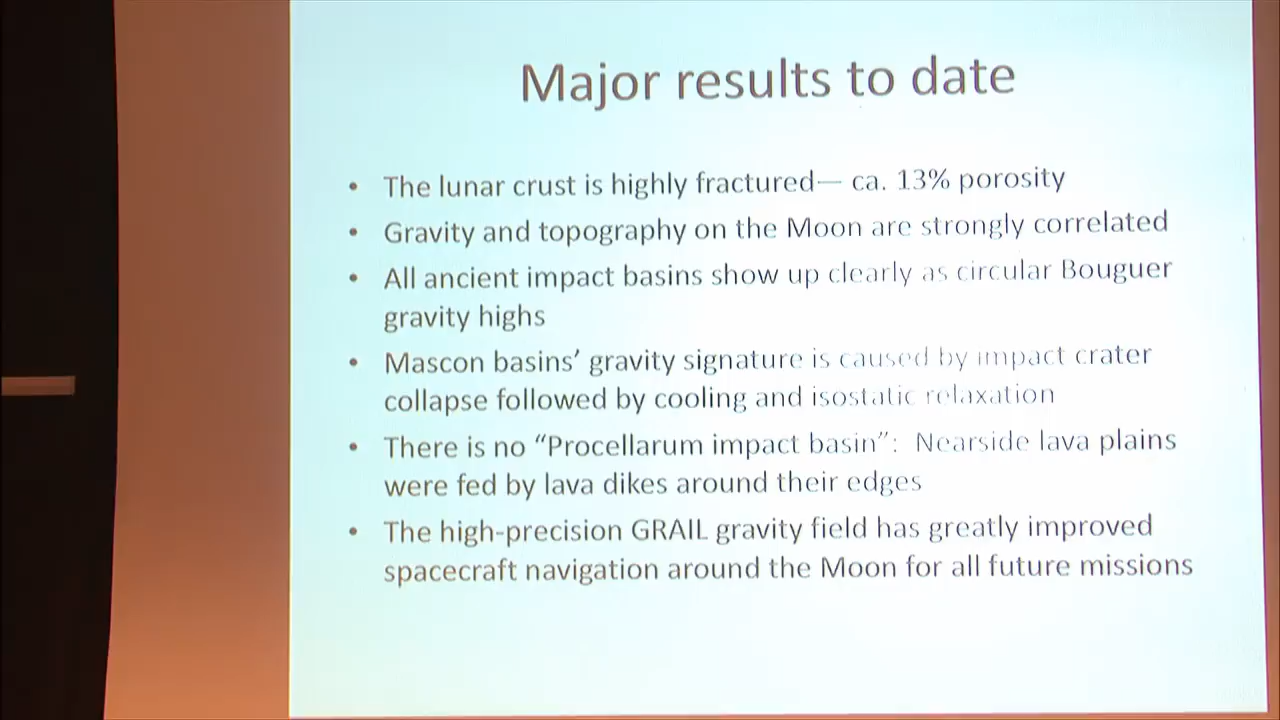 Major results to date
• The lunar crust is highly fractured— ca. 13% porosity
• Gravity and topography on the Moon are strongly correlated
• All ancient impact basins show up clearly as circular Bouguer
gravity highs
• Mascon basins’ gravity signature is caused by impact crater
collapse followed by cooling and isostatic relaxation
• There is no “Procellarum impact basin”: Nearside lava plains
were fed by lava dikes around their edges
• The high-precision GRAIL gravity field has greatly improved
spacecraft navigation around the Moon for all future missions